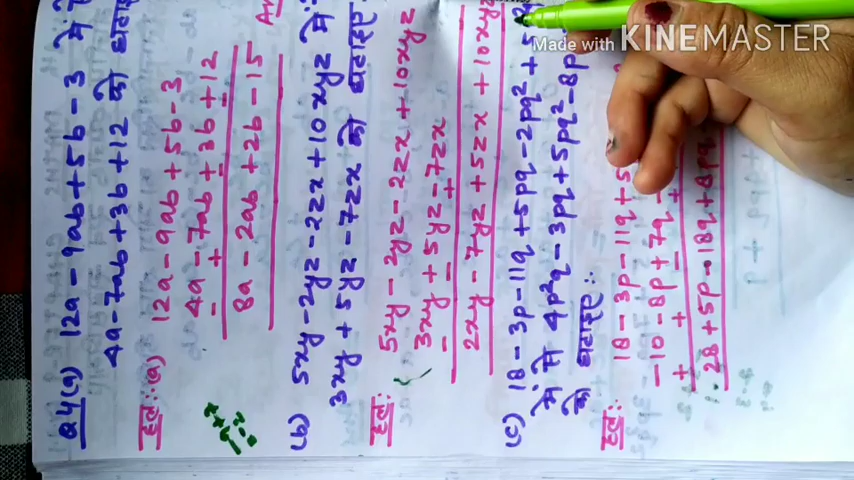 Q4(a) 12a - 9ab + 5b - 3 में से
4a - 7ab + 3b + 12 को घटाइए
हल:- (a) 12a - 9ab + 5b - 3
4a - 7ab + 3b + 12
- + - -
8a - 2ab + 2b - 15
(b) 5xy - 2yz - 2zx + 10xyz में से
3xy + 5yz - 7zx को घटाइए
हल:- 5xy - 2yz - 2zx + 10xyz
3xy + 5yz - 7zx
- - +
2xy - 7yz + 5zx + 10xyz
(c) 18 - 3p - 11q + 5pq - 2pq² + 5
में से 4p²q - 3pq + 5pq² - 8p
को घटाइए:-
हल:- 18 - 3p - 11q + 5
-10 - 8p + 7q -
+ + - +
28 + 5p - 18q + 8pq
Made with KINEMASTER